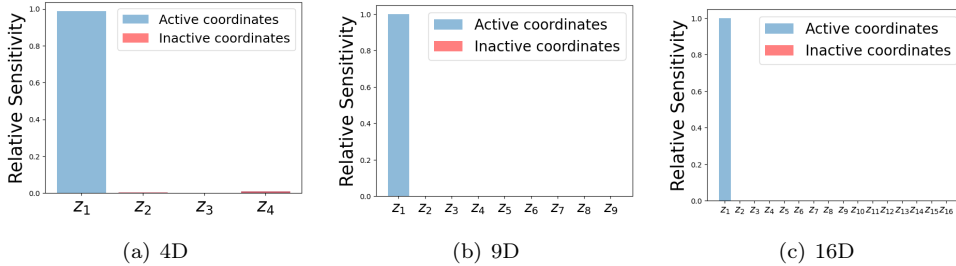 Relative Sensitivity
1.0
0.8
0.6
0.4
0.2
0.0
Active coordinates
Inactive coordinates
z1 z2 z3 z4
(a) 4D
Relative Sensitivity
1.0
0.8
0.6
0.4
0.2
0.0
Active coordinates
Inactive coordinates
z1 z2 z3 z4 z5 z6 z7 z8 z9
(b) 9D
Relative Sensitivity
1.0
0.8
0.6
0.4
0.2
0.0
Active coordinates
Inactive coordinates
z1 z2 z3 z4 z5 z6 z7 z8 z9 z10 z11 z12 z13 z14 z15 z16
(c) 16D